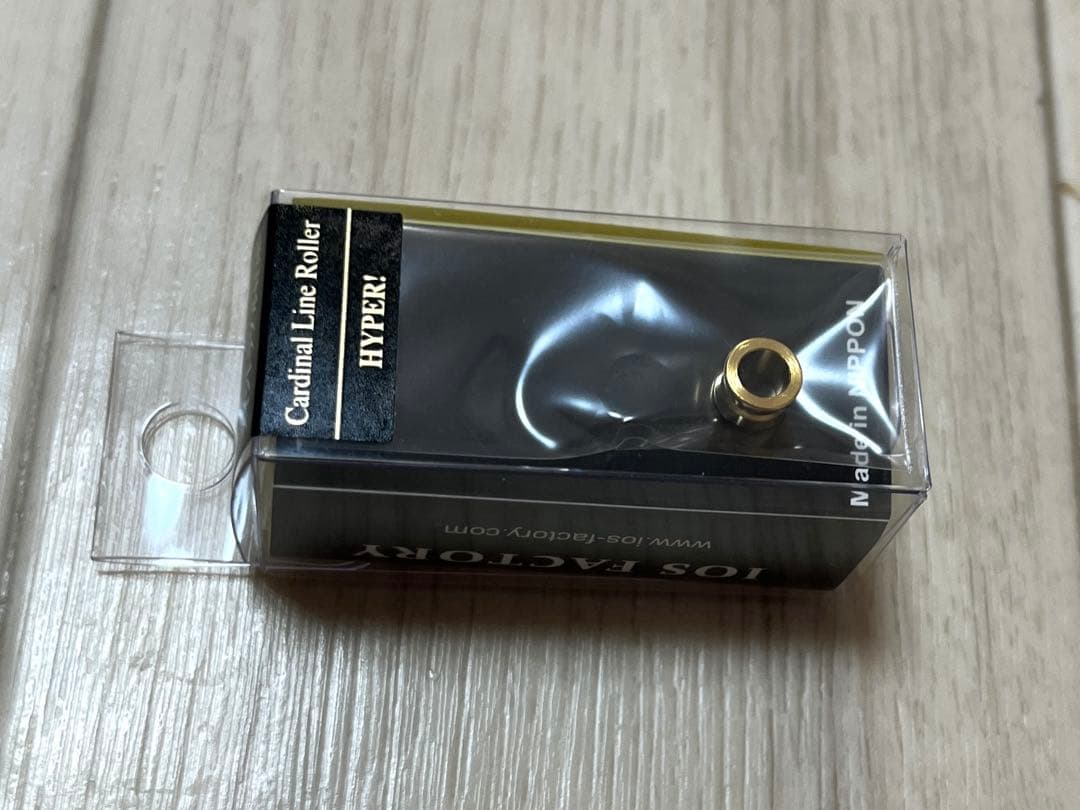 Cardinal Line Roller
HYPER!
Made in NIPPON
www.ios-factory.com
IOS FACTORY